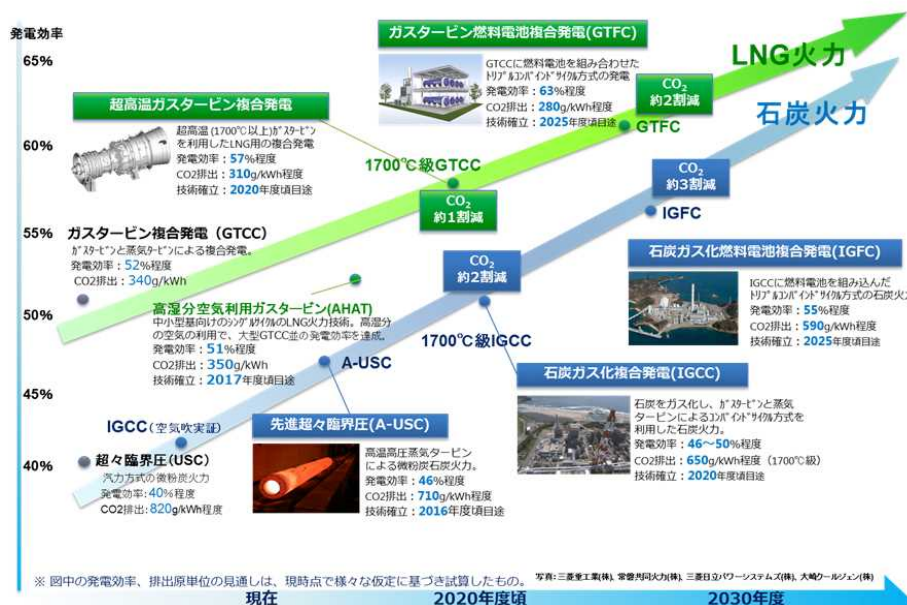 発電効率
65%
60%
55%
50%
45%
40%
ガスタービン燃料電池複合発電(GTFC)
GTCCに燃料電池を組み合わせた
トリプルコンバインドサイクル方式の発電
発電効率：63%程度
CO2排出：280g/kWh程度
技術確立：2025年度頃目途
LNG火力
石炭火力
CO₂
約2割減
GTFC
超高温ガスタービン複合発電
超高温(1700℃以上)ガスタービン
を利用したLNG用の複合発電
発電効率：57%程度
CO2排出：310g/kWh程度
技術確立：2020年度頃目途
1700℃級GTCC
CO₂
約1割減
CO₂
約3割減
IGFC
ガスタービン複合発電（GTCC）
ガスタービンと蒸気タービンによる複合発電。
発電効率：52%程度
CO2排出：340g/kWh
CO₂
約2割減
1700℃級IGCC
石炭ガス化燃料電池複合発電(IGFC)
IGCCに燃料電池を組み込んだ
トリプルコンバインドサイクル方式の石炭火力
発電効率：55%程度
CO2排出：590g/kWh程度
技術確立：2025年度頃目途
高湿分空気利用ガスタービン(AHAT)
中小型基向けのシングルサイクルのLNG火力技術。高湿分
の空気の利用で、大型GTCC並の発電効率を達成。
発電効率：51%程度
CO2排出：350g/kWh
技術確立：2017年度頃目途
A-USC
石炭ガス化複合発電(IGCC)
石炭をガス化し、ガスタービンと蒸気
タービンによるコンバインドサイクル方式を
利用した石炭火力。
発電効率：46～50%程度
CO2排出：650g/kWh程度（1700℃級）
技術確立：2020年度頃目途
IGCC(空気吹実証)
超々臨界圧(USC)
汽力方式の微粉炭火力
発電効率:40%程度
CO2排出:820g/kWh程度
先進超々臨界圧(A-USC)
高温高圧蒸気タービン
による微粉炭石炭火力。
発電効率：46%程度
CO2排出：710g/kWh程度
技術確立：2016年度頃目途
※ 図中の発電効率、排出原単位の見通しは、現時点で様々な仮定に基づき試算したもの。
写真：三菱重工業(株)，常磐共同火力(株)，三菱日立パワーシステムズ(株)，大崎クールジェン(株)
現在
2020年度頃
2030年度